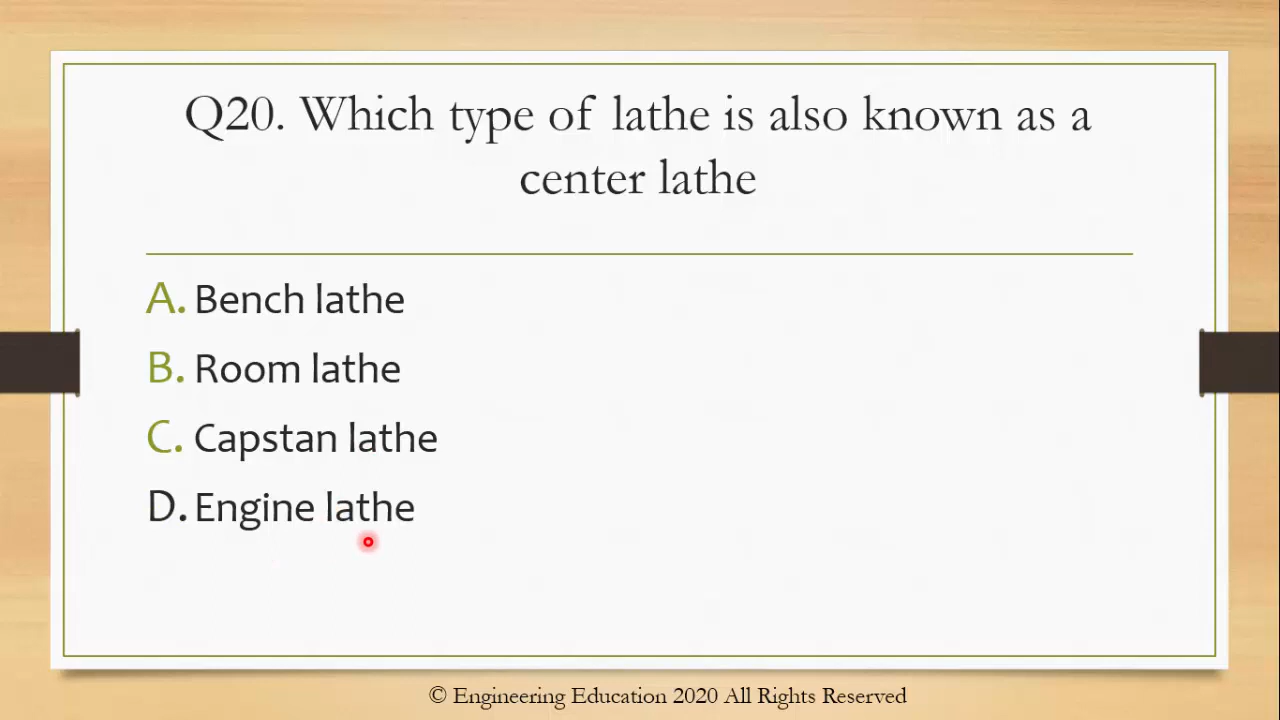 Q20. Which type of lathe is also known as a
center lathe
A. Bench lathe
B. Room lathe
C. Capstan lathe
D. Engine lathe
© Engineering Education 2020 All Rights Reserved